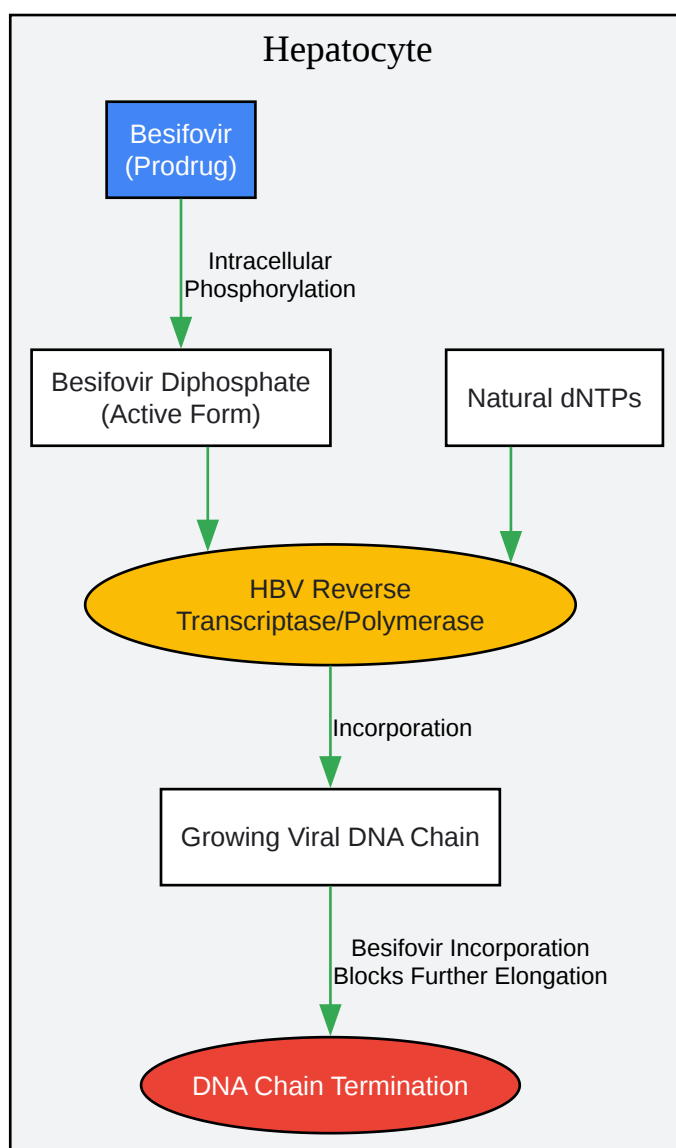 Hepatocyte
Besifovir
(Prodrug)
Intracellular
Phosphorylation
Besifovir Diphosphate
(Active Form)
Natural dNTPs
HBV Reverse
Transcriptase/Polymerase
Incorporation
Growing Viral DNA Chain
Besifovir Incorporation
Blocks Further Elongation
DNA Chain Termination